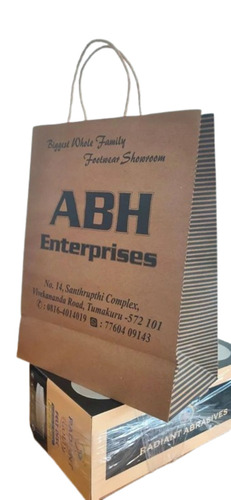 Biggest Whole Family
Footwear Showroom
ABH
Enterprises
No. 14, Santhrupthi Complex,
Vivekananda Road, Tumakuru -572 101
✆ : 0816-4014019 : 77604 09143
RADIANT ABRASIVES